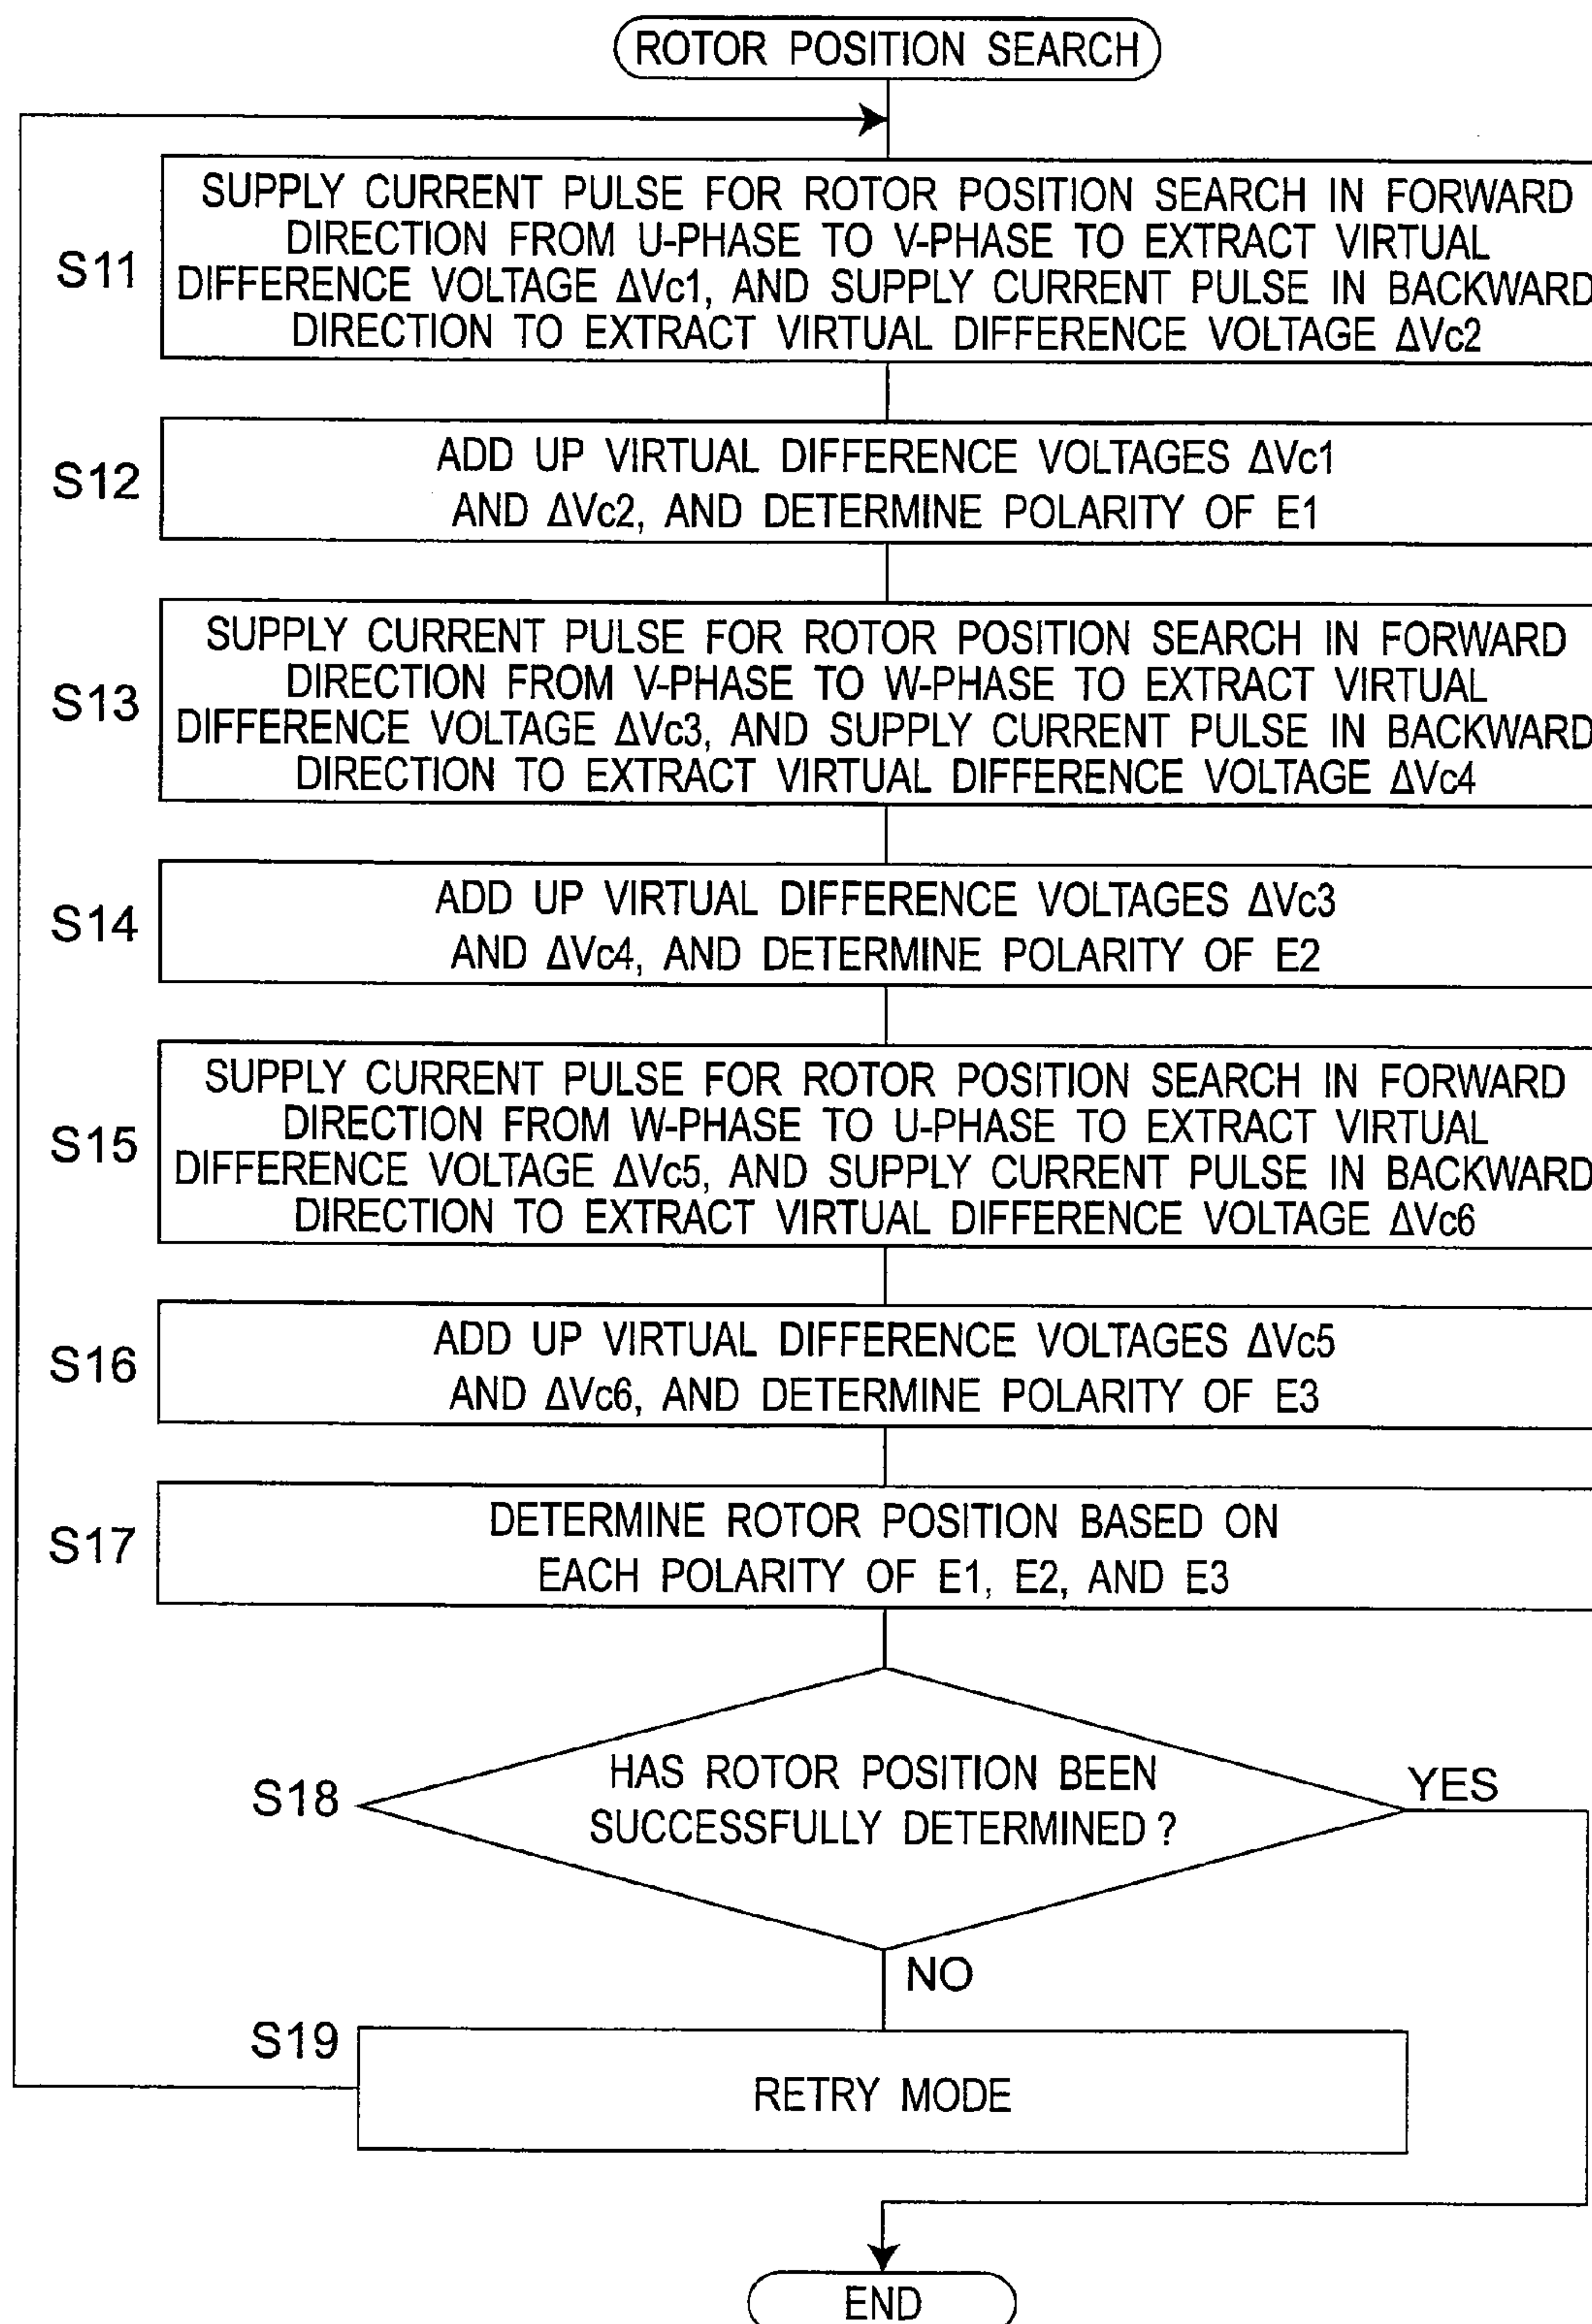 ROTOR POSITION SEARCH
S11
SUPPLY CURRENT PULSE FOR ROTOR POSITION SEARCH IN FORWARD
DIRECTION FROM U-PHASE TO V-PHASE TO EXTRACT VIRTUAL
DIFFERENCE VOLTAGE ΔVc1, AND SUPPLY CURRENT PULSE IN BACKWARD
DIRECTION TO EXTRACT VIRTUAL DIFFERENCE VOLTAGE ΔVc2
S12
ADD UP VIRTUAL DIFFERENCE VOLTAGES ΔVc1
AND ΔVc2, AND DETERMINE POLARITY OF E1
S13
SUPPLY CURRENT PULSE FOR ROTOR POSITION SEARCH IN FORWARD
DIRECTION FROM V-PHASE TO W-PHASE TO EXTRACT VIRTUAL
DIFFERENCE VOLTAGE ΔVc3, AND SUPPLY CURRENT PULSE IN BACKWARD
DIRECTION TO EXTRACT VIRTUAL DIFFERENCE VOLTAGE ΔVc4
S14
ADD UP VIRTUAL DIFFERENCE VOLTAGES ΔVc3
AND ΔVc4, AND DETERMINE POLARITY OF E2
S15
SUPPLY CURRENT PULSE FOR ROTOR POSITION SEARCH IN FORWARD
DIRECTION FROM W-PHASE TO U-PHASE TO EXTRACT VIRTUAL
DIFFERENCE VOLTAGE ΔVc5, AND SUPPLY CURRENT PULSE IN BACKWARD
DIRECTION TO EXTRACT VIRTUAL DIFFERENCE VOLTAGE ΔVc6
S16
ADD UP VIRTUAL DIFFERENCE VOLTAGES ΔVc5
AND ΔVc6, AND DETERMINE POLARITY OF E3
S17
DETERMINE ROTOR POSITION BASED ON
EACH POLARITY OF E1, E2, AND E3
S18
HAS ROTOR POSITION BEEN
SUCCESSFULLY DETERMINED ?
YES
NO
S19
RETRY MODE
END